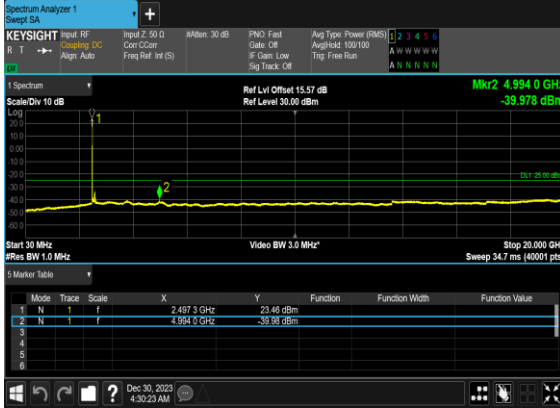 Spectrum Analyzer 1
Swept SA
+
KEYSIGHT
R T
LXI
Input: RF
Coupling: DC
Align: Auto
Input Z: 50 Ω
Corr CCorr
Freq Ref: Int (S)
#Atten: 30 dB
PNO: Fast
Gate: Off
IF Gain: Low
Sig Track: Off
Avg Type: Power (RMS)
Avg|Hold: 100/100
Trig: Free Run
1 2 3 4 5 6
A W W W W W
A N N N N N
1 Spectrum
Scale/Div 10 dB
Ref Lvl Offset 15.57 dB
Ref Level 30.00 dBm
Mkr2 4.994 0 GHz
-39.978 dBm
Log
20.0
10.0
0.00
-10.0
-20.0
-30.0
-40.0
-50.0
-60.0
1
2
DL1 -25.00 dBm
Start 30 MHz
#Res BW 1.0 MHz
Video BW 3.0 MHz*
Stop 20.000 GH
Sweep 34.7 ms (40001 pts
5 Marker Table
Mode Trace Scale X Y Function Function Width Function Value
1 N 1 f 2.497 3 GHz 23.46 dBm
2 N 1 f 4.994 0 GHz -39.98 dBm
3
4
5
6
?
Dec 30, 2023
4:30:23 AM